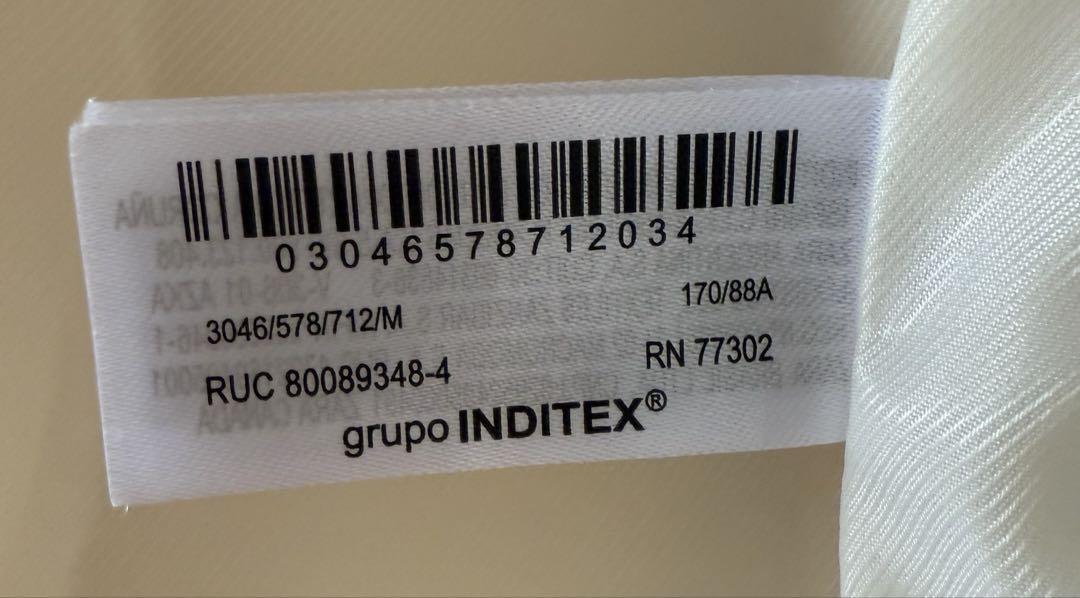 03046578712034
3046/578/712/M 170/88A
RUC 80089348-4 RN 77302
grupo INDITEX®